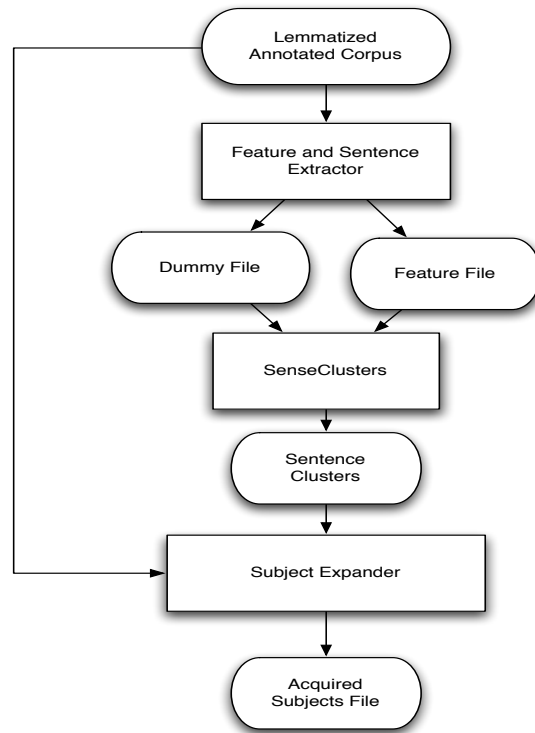 Lemmatized
Annotated Corpus
Feature and Sentence
Extractor
Dummy File
Feature File
SenseClusters
Sentence
Clusters
Subject Expander
Acquired
Subjects File